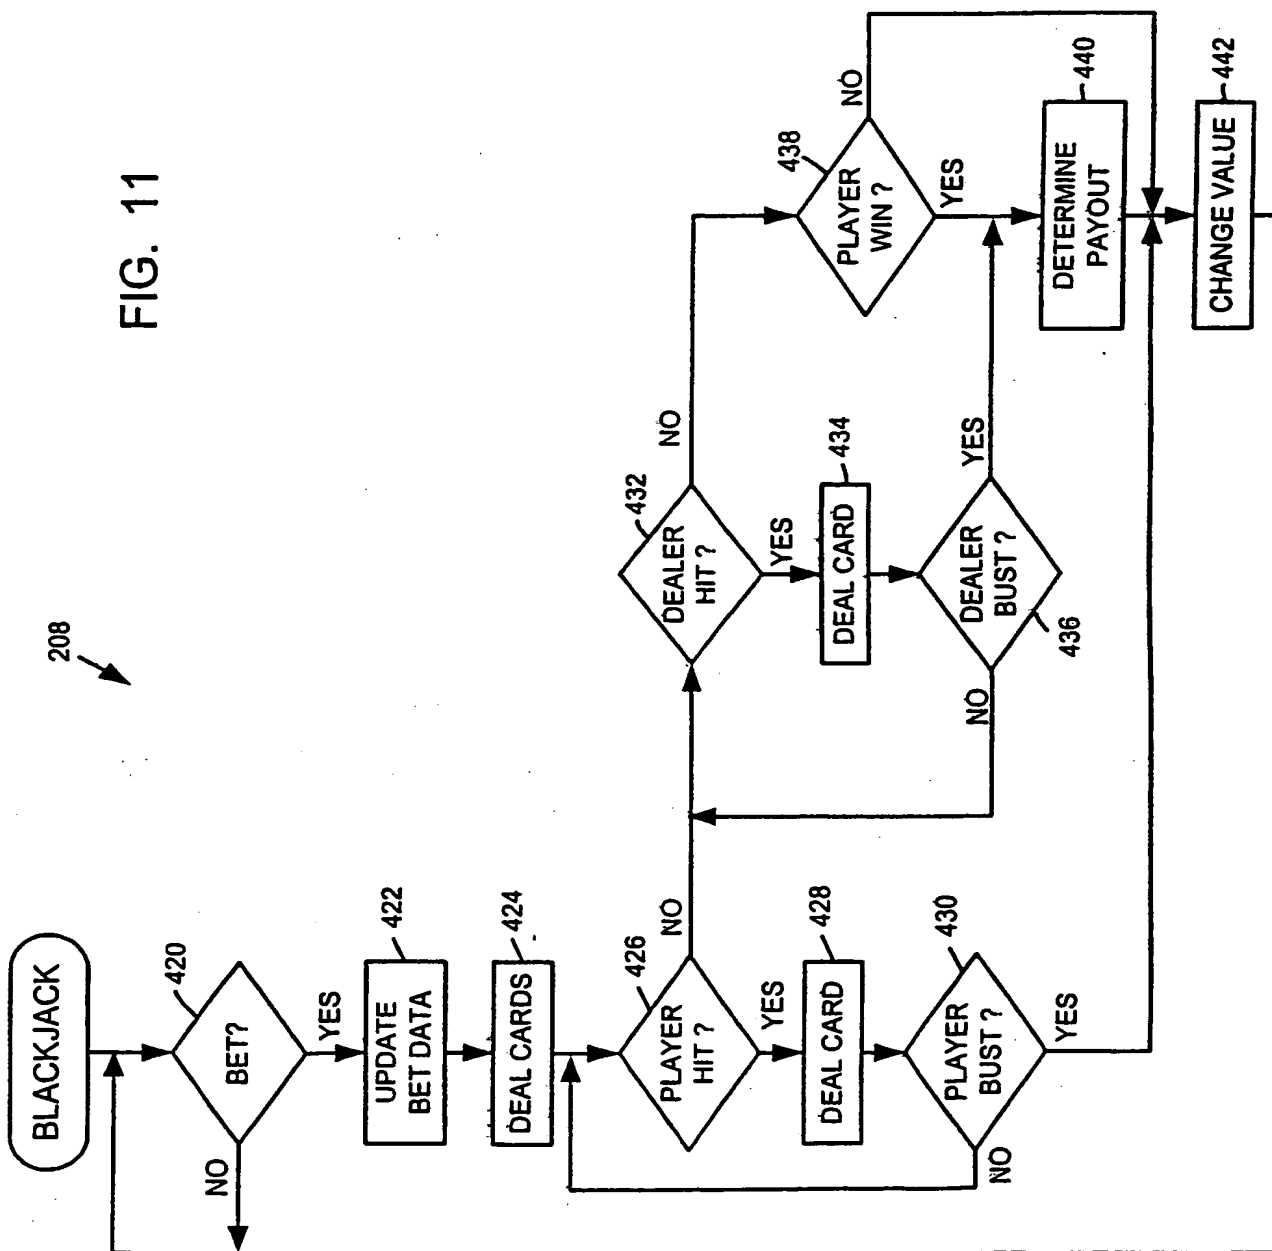 FIG. 11
208
BLACKJACK
420
BET?
NO
YES
422
UPDATE
BET DATA
424
DEAL CARDS
426
PLAYER
HIT ?
NO
YES
428
DEAL CARD
430
PLAYER
BUST ?
NO
YES
432
DEALER
HIT ?
NO
YES
434
DEAL CARD
DEALER
BUST ?
436
NO
YES
438
PLAYER
WIN ?
NO
YES
440
DETERMINE
PAYOUT
442
CHANGE VALUE